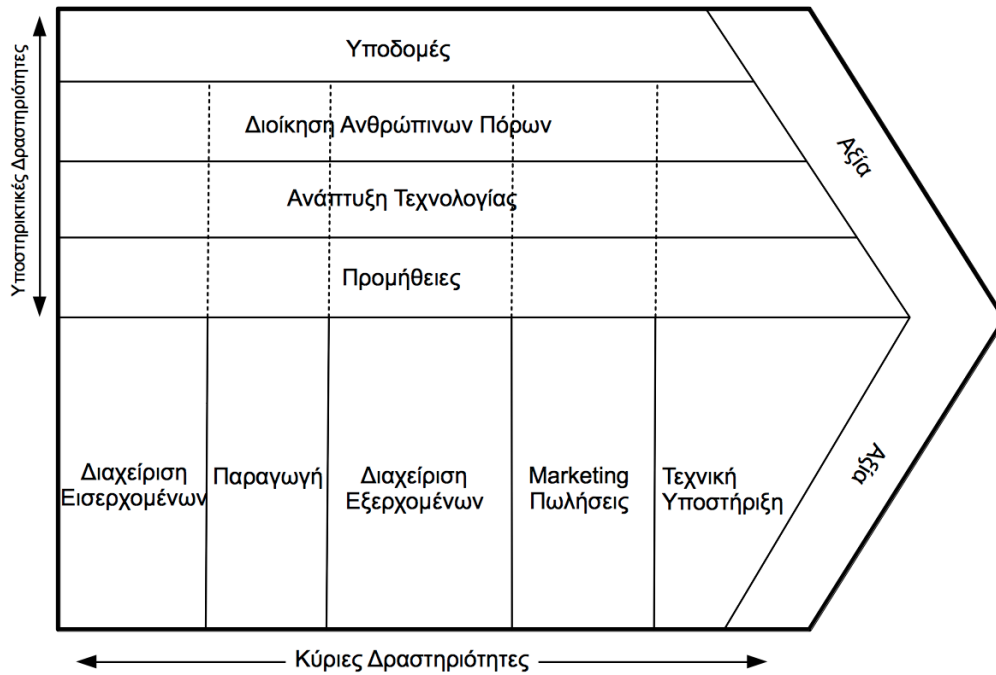 Υποστηρικτικές Δραστηριότητες
Υποδομές
Διοίκηση Ανθρώπινων Πόρων
Ανάπτυξη Τεχνολογίας
Προμήθειες
Αξία
Διαχείριση
Εισερχομένων
Παραγωγή
Διαχείριση
Εξερχομένων
Marketing
Πωλήσεις
Τεχνική
Υποστήριξη
Αξία
Κύριες Δραστηριότητες